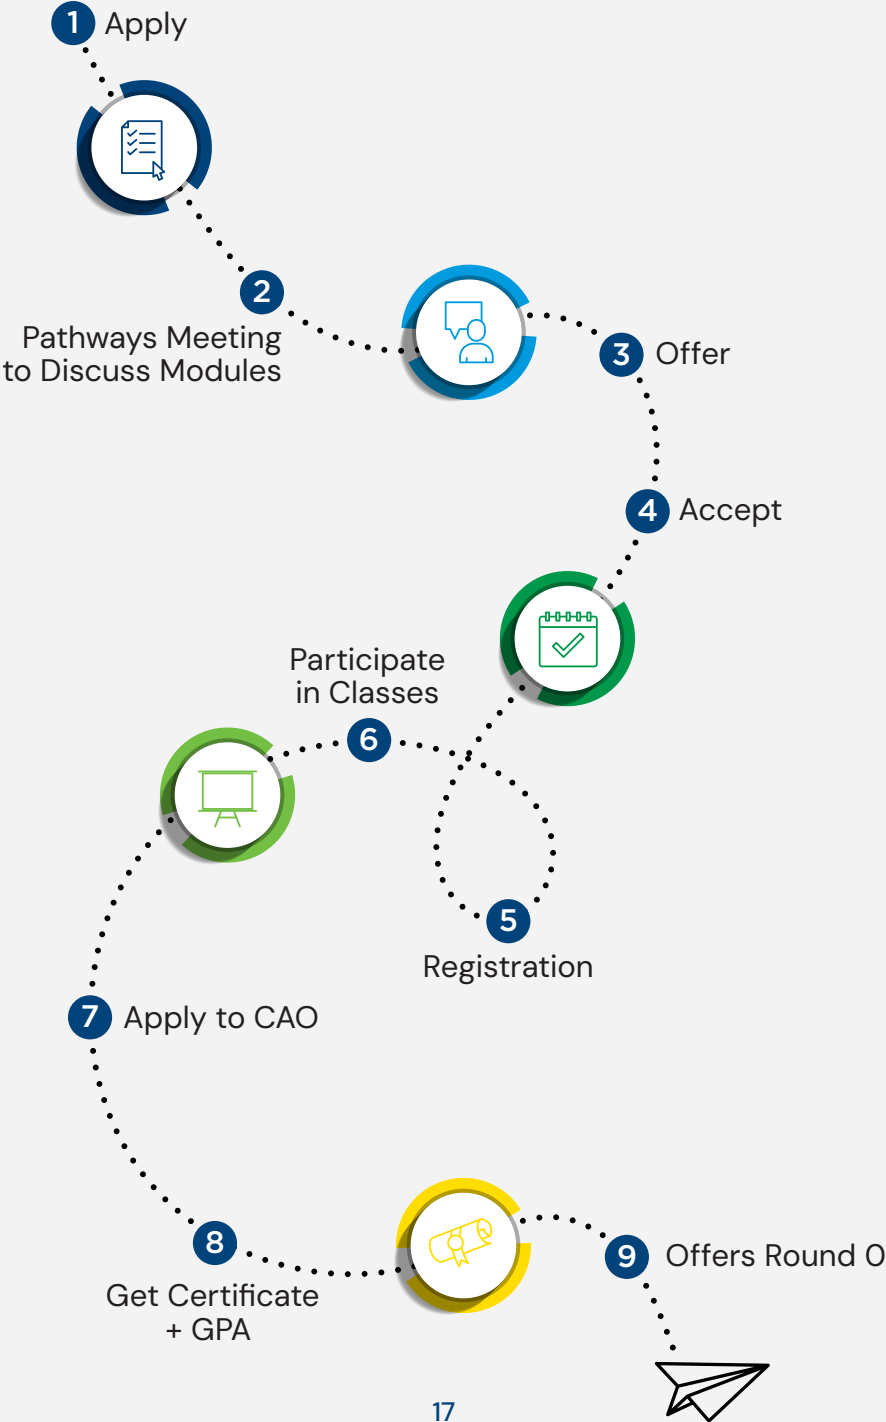 1 Apply
2
Pathways Meeting
to Discuss Modules
3 Offer
4 Accept
Participate
in Classes
6
5
Registration
7 Apply to CAO
8
Get Certificate
+ GPA
9 Offers Round 0
17